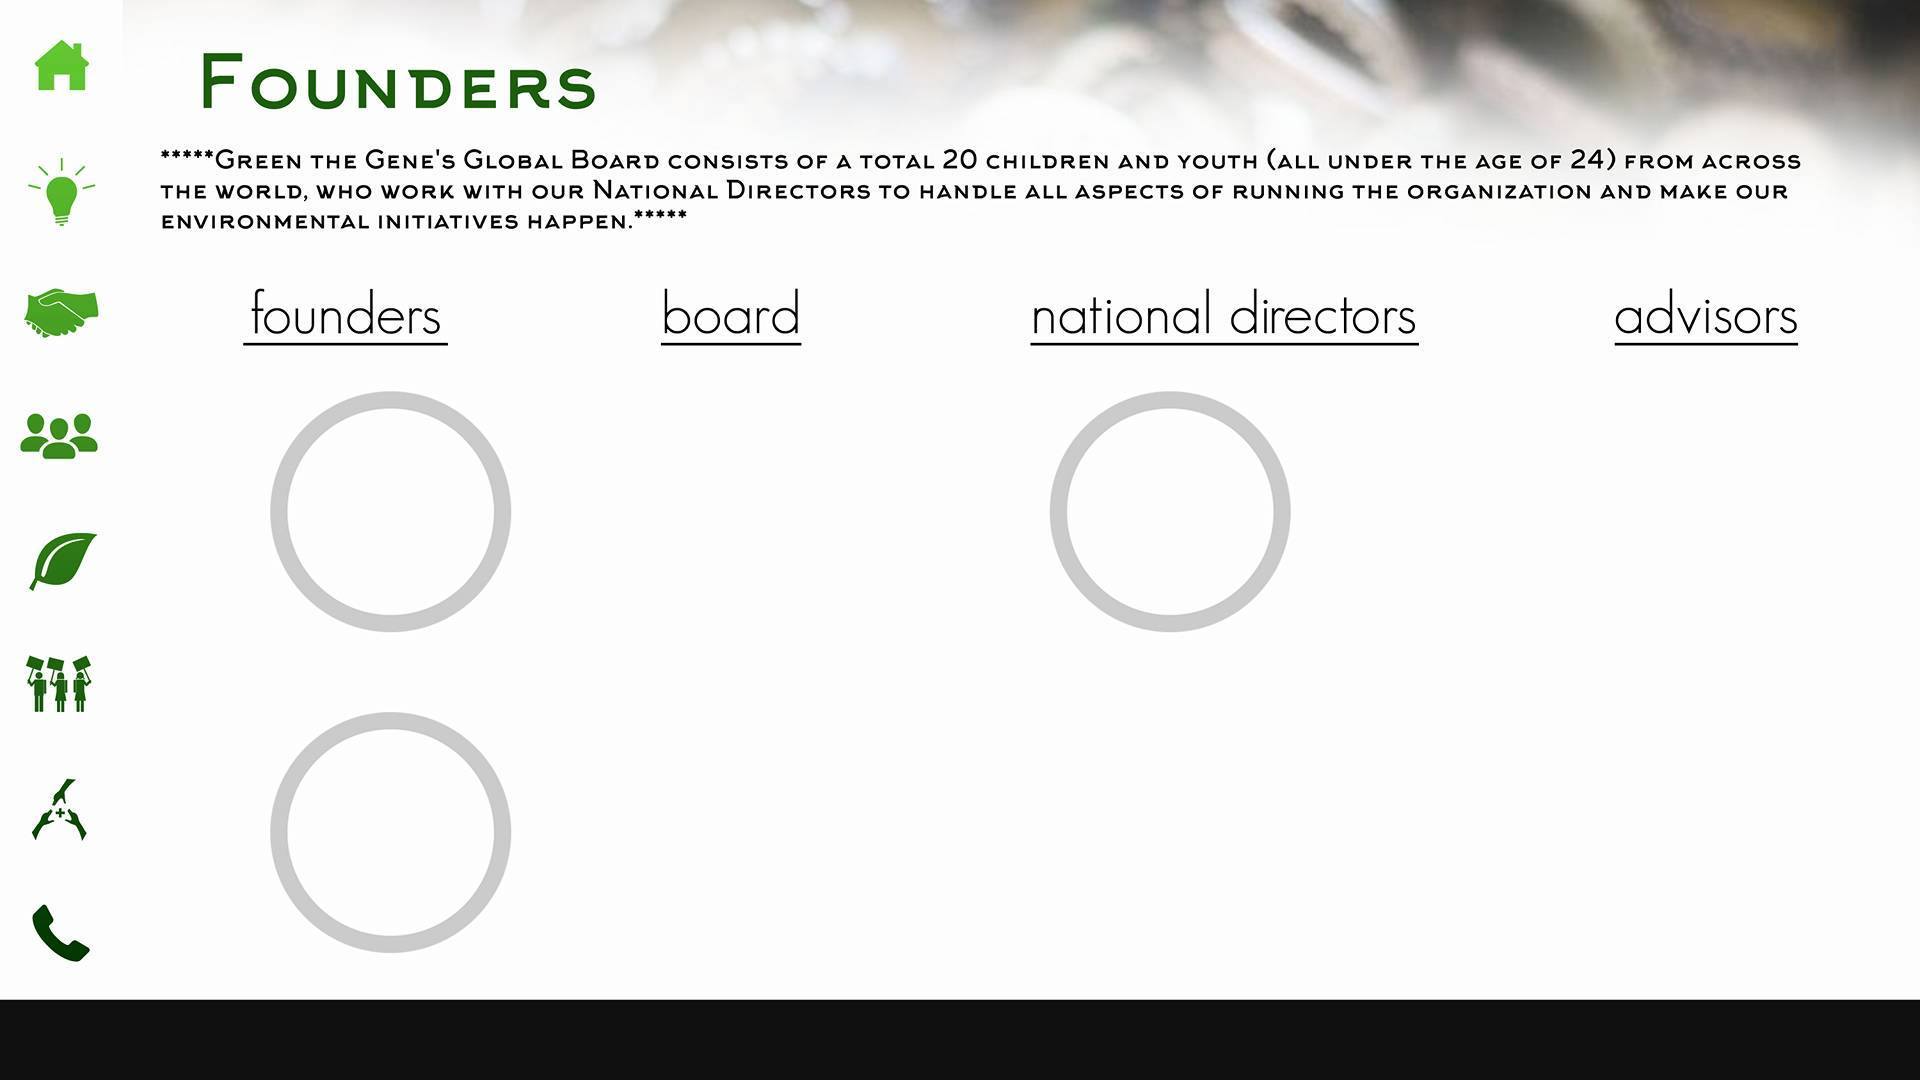 Founders
*****Green the Gene's Global Board consists of a total 20 children and youth (all under the age of 24) from across
the world, who work with our National Directors to handle all aspects of running the organization and make our
environmental initiatives happen.*****
founders board national directors advisors